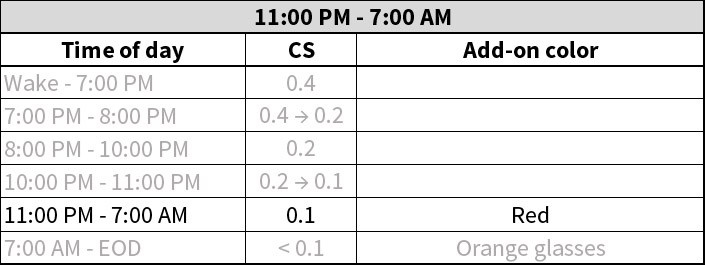 11:00 PM - 7:00 AM
Time of day CS Add-on color
Wake - 7:00 PM 0.4
7:00 PM - 8:00 PM 0.4 → 0.2
8:00 PM - 10:00 PM 0.2
10:00 PM - 11:00 PM 0.2 → 0.1
11:00 PM - 7:00 AM 0.1 Red
7:00 AM - EOD < 0.1 Orange glasses